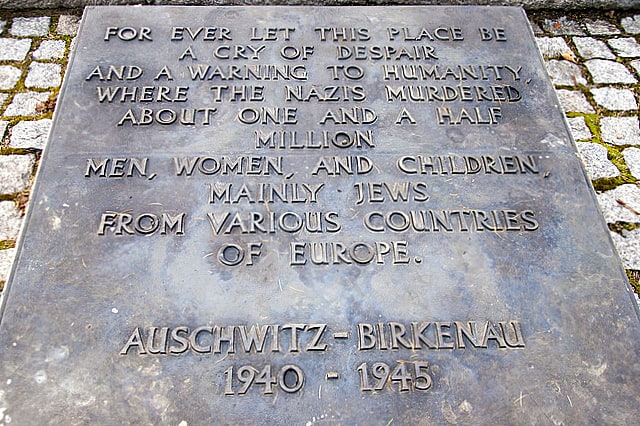 FOR EVER LET THIS PLACE BE
A CRY OF DESPAIR
AND A WARNING TO HUMANITY,
WHERE THE NAZIS MURDERED
ABOUT ONE AND A HALF
MILLION
MEN, WOMEN, AND CHILDREN,
MAINLY JEWS
FROM VARIOUS COUNTRIES
OF EUROPE.
AUSCHWITZ - BIRKENAU
1940 - 1945